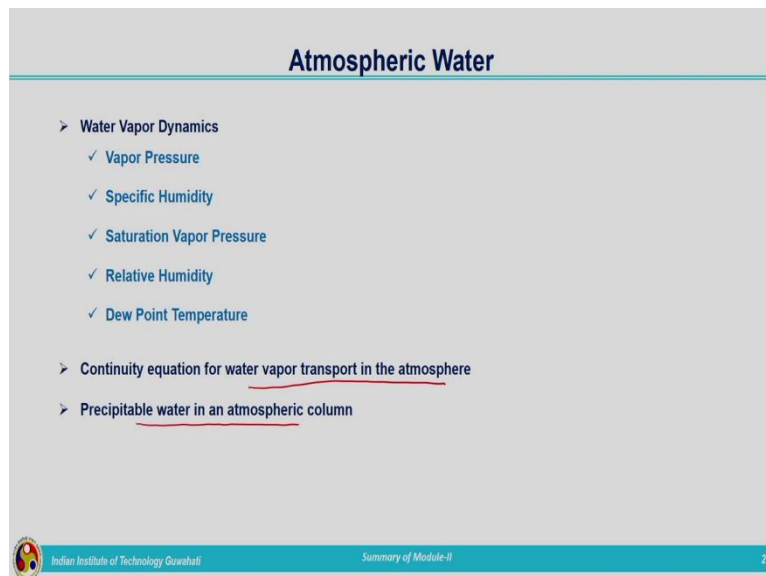 Atmospheric Water
➢ Water Vapor Dynamics
✓ Vapor Pressure
✓ Specific Humidity
✓ Saturation Vapor Pressure
✓ Relative Humidity
✓ Dew Point Temperature
➢ Continuity equation for water vapor transport in the atmosphere
➢ Precipitable water in an atmospheric column
Indian Institute of Technology Guwahati
Summary of Module-II
2